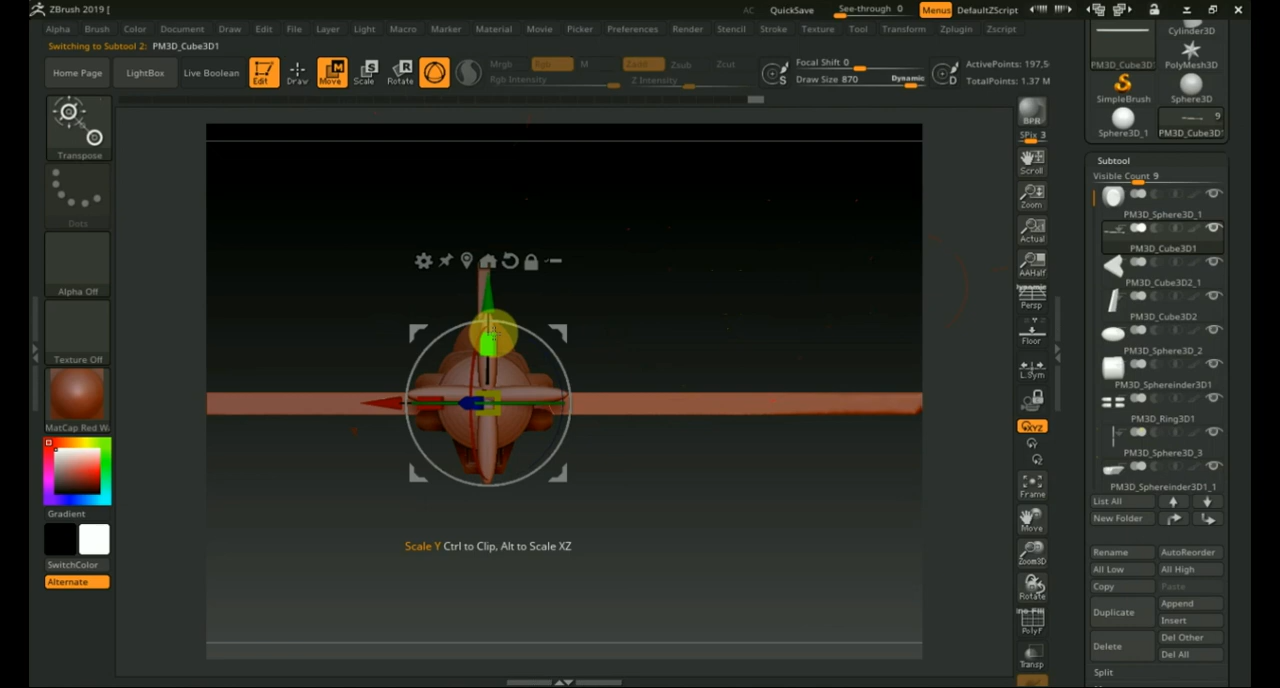 ZBrush 2019 [
AC QuickSave See-through 0 Menus DefaultZScript
Alpha Brush Color Document Draw Edit File Layer Light Macro Marker Material Movie Picker Preferences Render Stencil Stroke Texture Tool Transform Zplugin Zscript
Switching to Subtool 2: PM3D_Cube3D1
Home Page LightBox Live Boolean Edit Draw Move Scale Rotate
Mrgb Rgb M Zadd Zsub Zcut
Rgb Intensity Z Intensity
Focal Shift 0
Draw Size 870 Dynamic
S
D
ActivePoints: 197,5
TotalPoints: 1.37 M
Transpose
Dots
Alpha Off
Texture Off
MatCap Red W
Gradient
SwitchColor
Alternate
Scale Y Ctrl to Clip, Alt to Scale XZ
BPR
SPix 3
Scroll
Zoom
Actual
AAHalf
Dynamic
Persp
Floor
L.Sym
XYZ
Frame
Move
Zoom3D
Rotate
Line Fill
PolyF
Transp
Cylinder3D
PM3D_Cube3D
PolyMesh3D
SimpleBrush Sphere3D
9
Sphere3D_1 PM3D_Cube3D
Subtool
Visible Count 9
PM3D_Sphere3D_1
PM3D_Cube3D1
PM3D_Cube3D2_1
PM3D_Cube3D2
PM3D_Sphere3D_2
PM3D_Sphereinder3D1
PM3D_Ring3D1
PM3D_Sphere3D_3
PM3D_Sphereinder3D1_1
List All
New Folder
Rename AutoReorder
All Low All High
Copy Paste
Duplicate Append
Insert
Delete Del Other
Del All
Split